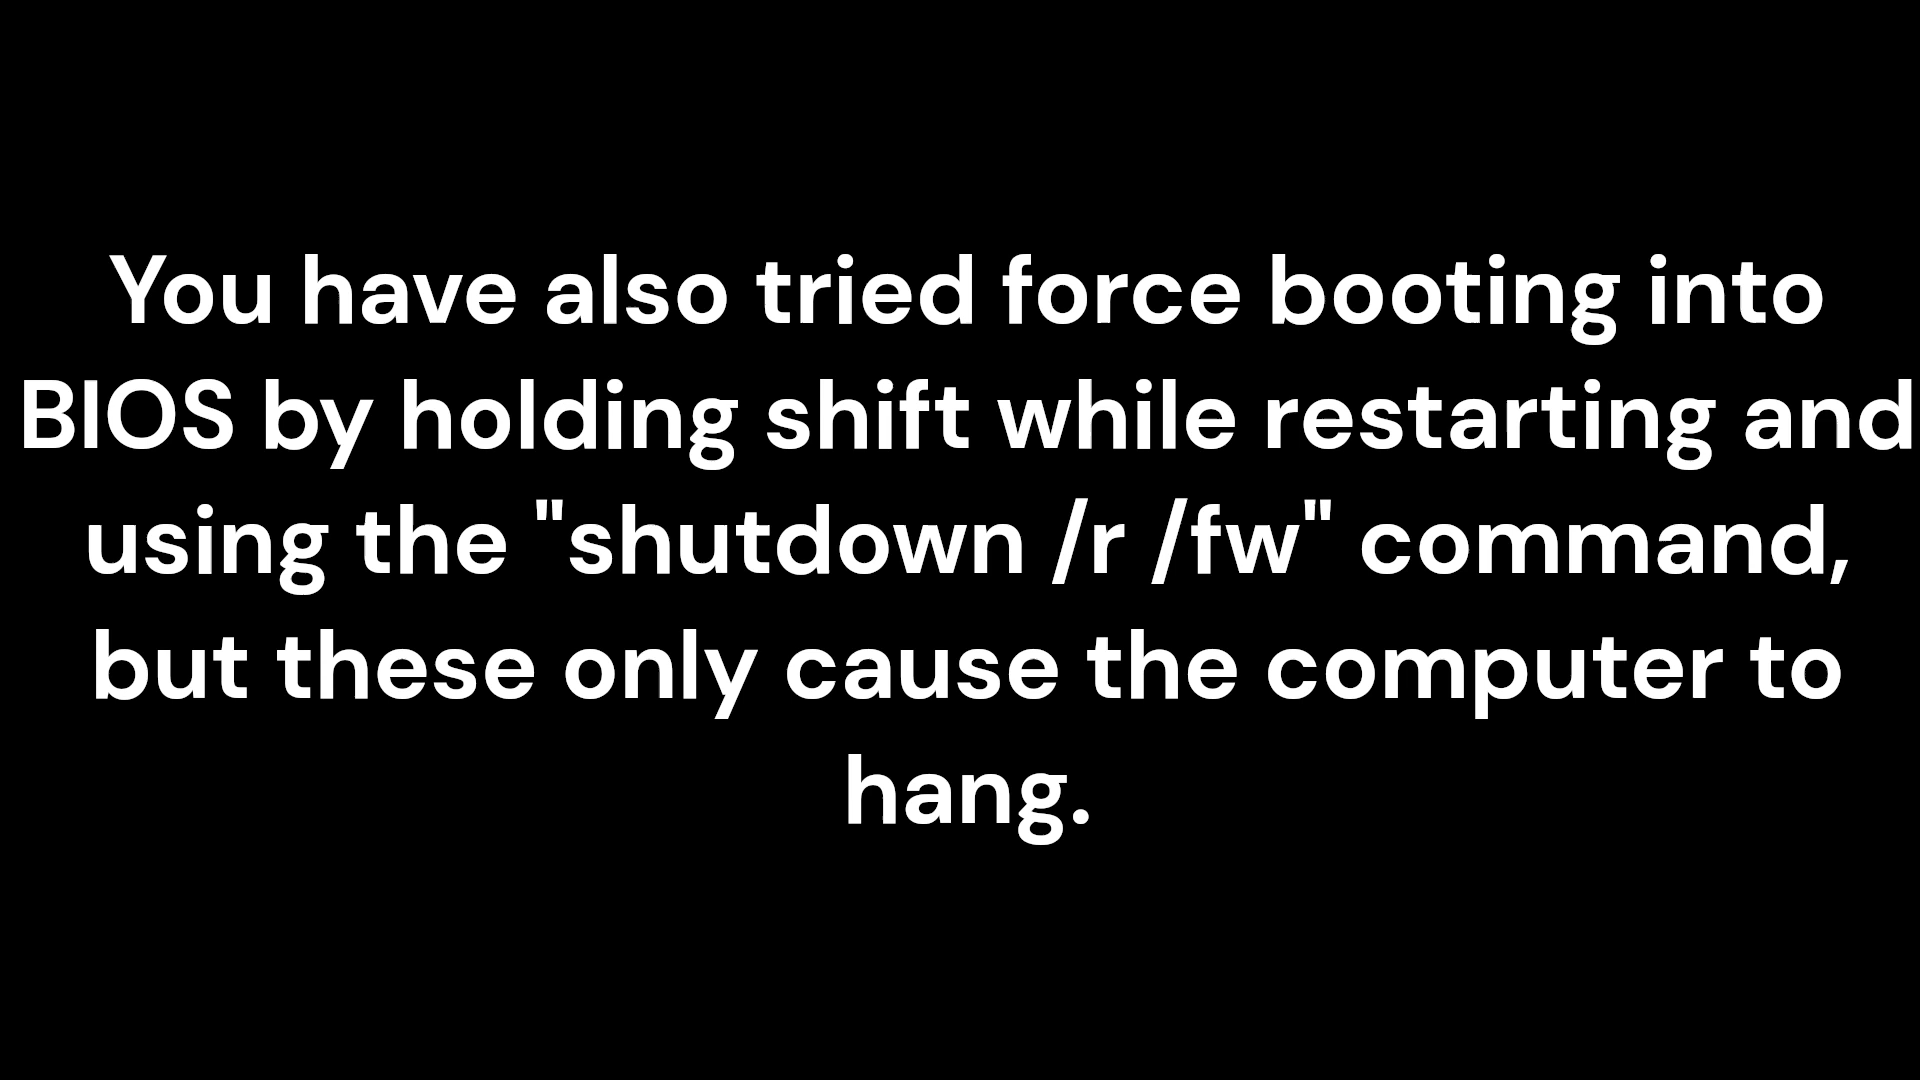 You have also tried force booting into
BIOS by holding shift while restarting and
using the "shutdown /r /fw" command,
but these only cause the computer to
hang.